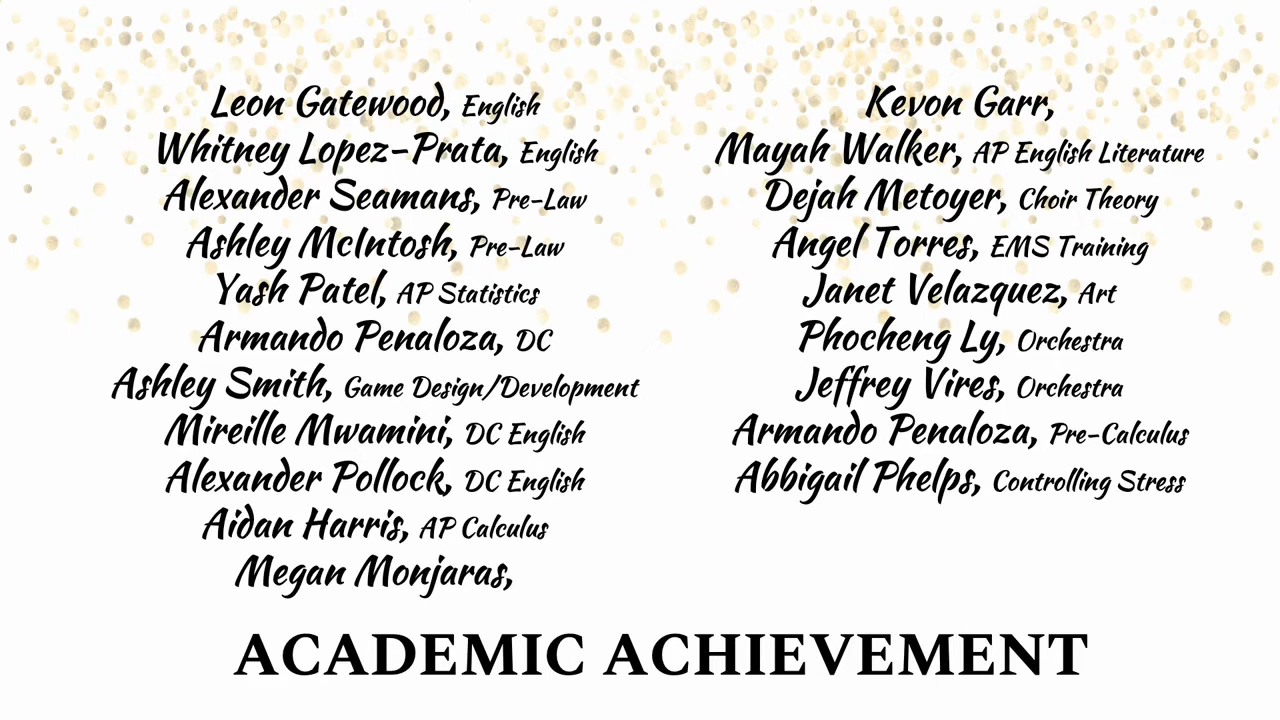 Leon Gatewood, English
Whitney Lopez-Prata, English
Alexander Seamans, Pre-Law
Ashley McIntosh, Pre-Law
Yash Patel, AP Statistics
Armando Penaloza, DC
Ashley Smith, Game Design/Development
Mireille Mwamini, DC English
Alexander Pollock, DC English
Aidan Harris, AP Calculus
Megan Monjaras,
Kevon Garr,
Mayah Walker, AP English Literature
Dejah Metoyer, Choir Theory
Angel Torres, EMS Training
Janet Velazquez, Art
Phocheng Ly, Orchestra
Jeffrey Vires, Orchestra
Armando Penaloza, Pre-Calculus
Abbigail Phelps, Controlling Stress
ACADEMIC ACHIEVEMENT